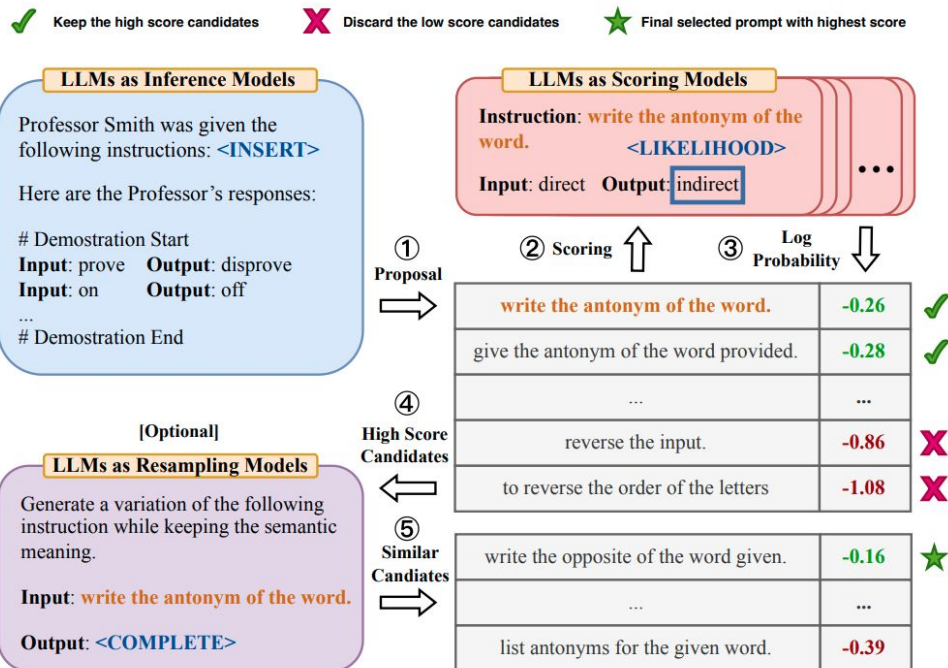 Keep the high score candidates Discard the low score candidates Final selected prompt with highest score
LLMs as Inference Models
Professor Smith was given the
following instructions: <INSERT>
Here are the Professor's responses:
# Demostration Start
Input: prove Output: disprove
Input: on Output: off
...
# Demostration End
① Proposal
LLMs as Scoring Models
Instruction: write the antonym of the
word.
<LIKELIHOOD>
Input: direct Output: indirect
...
② Scoring
③ Log
Probability
write the antonym of the word. -0.26
give the antonym of the word provided. -0.28
... ...
reverse the input. -0.86
to reverse the order of the letters -1.08
④
High Score
Candidates
[Optional]
LLMs as Resampling Models
Generate a variation of the following
instruction while keeping the semantic
meaning.
Input: write the antonym of the word.
Output: <COMPLETE>
⑤
Similar
Candiates
write the opposite of the word given. -0.16
... ...
list antonyms for the given word. -0.39